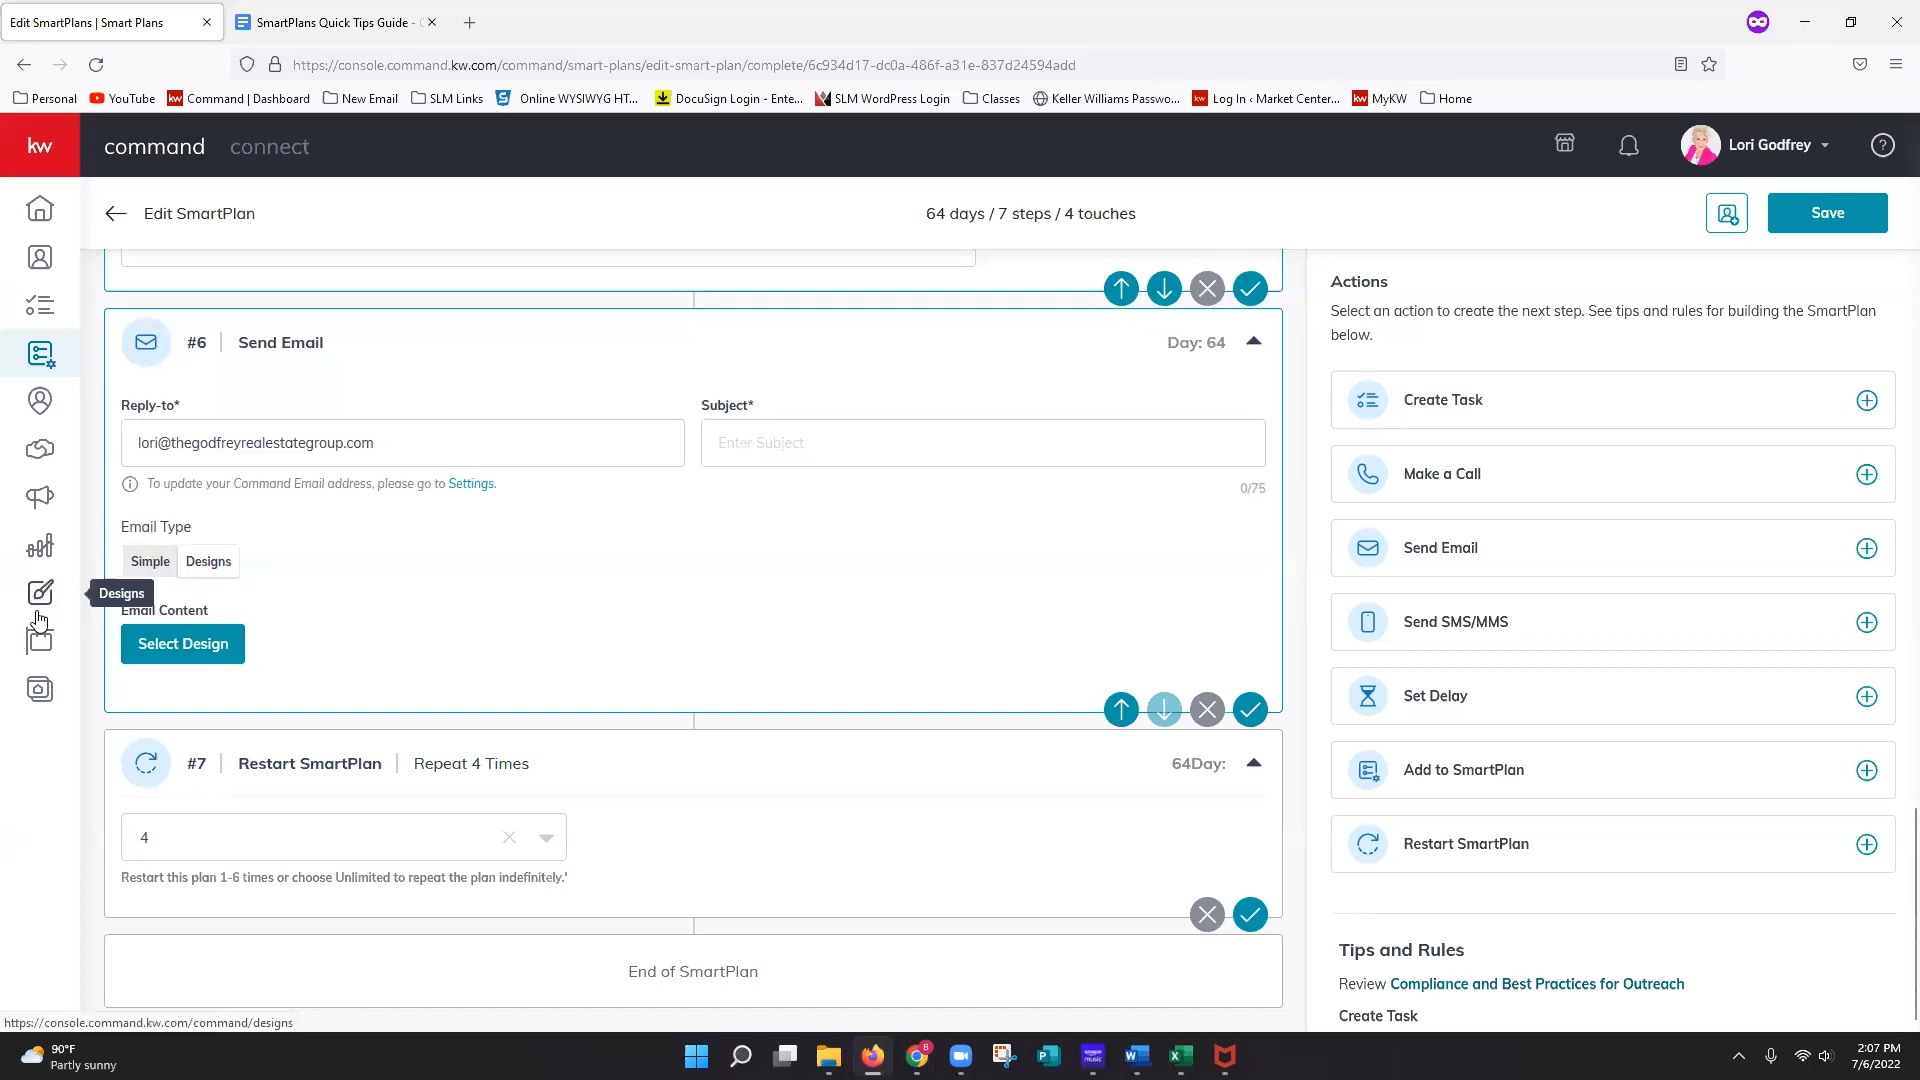 Edit SmartPlans | Smart Plans
SmartPlans Quick Tips Guide -
https://console.command.kw.com/command/smart-plans/edit-smart-plan/complete/6c934d17-dc0a-486f-a31e-837d24594add
Personal YouTube kw Command | Dashboard New Email SLM Links Online WYSIWYG HT... DocuSign Login - Ente... SLM WordPress Login Classes Keller Williams Passwo... kw Log In ‹ Market Center... kw MyKW Home
kw command connect Lori Godfrey
Edit SmartPlan 64 days / 7 steps / 4 touches Save
#6 Send Email Day: 64
Reply-to* Subject*
lori@thegodfreyrealestategroup.com Enter Subject
To update your Command Email address, please go to Settings. 0/75
Email Type
Simple Designs
Designs
Email Content
Select Design
#7 Restart SmartPlan Repeat 4 Times 64Day:
4
Restart this plan 1-6 times or choose Unlimited to repeat the plan indefinitely.'
End of SmartPlan
Actions
Select an action to create the next step. See tips and rules for building the SmartPlan
below.
Create Task
Make a Call
Send Email
Send SMS/MMS
Set Delay
Add to SmartPlan
Restart SmartPlan
Tips and Rules
Review Compliance and Best Practices for Outreach
Create Task
https://console.command.kw.com/command/designs
90°F
Partly sunny
2:07 PM
7/6/2022